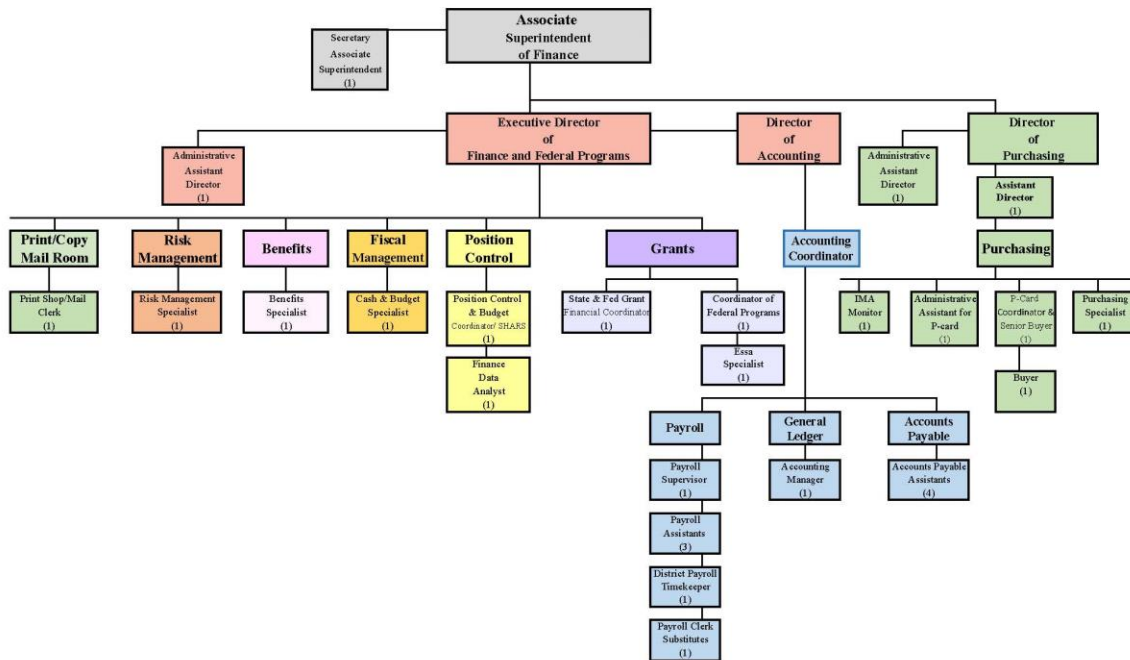 Associate
Superintendent
of Finance
Secretary
Associate
Superintendent
(1)
Executive Director
of
Finance and Federal Programs
Director
of
Accounting
Director
of
Purchasing
Administrative
Assistant
Director
(1)
Administrative
Assistant
Director
(1)
Assistant
Director
(1)
Print/Copy
Mail Room
Risk
Management
Benefits
Fiscal
Management
Position
Control
Grants
Accounting
Coordinator
Purchasing
Print Shop/Mail
Clerk
(1)
Risk Management
Specialist
(1)
Benefits
Specialist
(1)
Cash & Budget
Specialist
(1)
Position Control
& Budget
Coordinator/ SHARS
(1)
Finance
Data
Analyst
(1)
State & Fed Grant
Financial Coordinator
(1)
Coordinator of
Federal Programs
(1)
Essa
Specialist
(1)
IMA
Monitor
(1)
Administrative
Assistant for
P-card
(1)
P-Card
Coordinator &
Senior Buyer
(1)
Purchasing
Specialist
(1)
Buyer
(1)
Payroll
General
Ledger
Accounts
Payable
Payroll
Supervisor
(1)
Accounting
Manager
(1)
Accounts Payable
Assistants
(4)
Payroll
Assistants
(3)
District Payroll
Timekeeper
(1)
Payroll Clerk
Substitutes
(1)